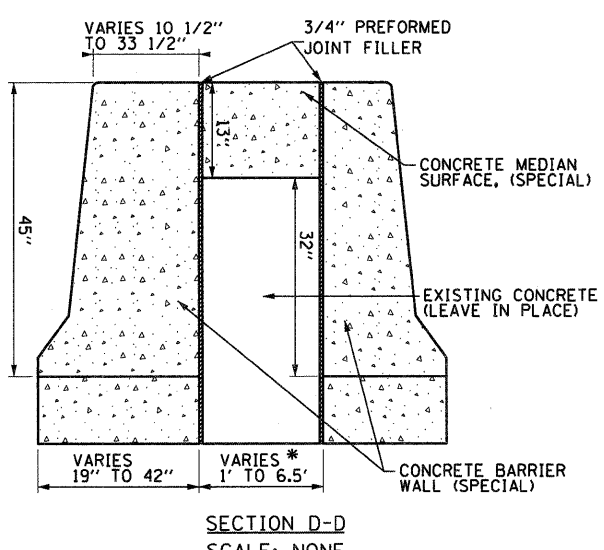 VARIES 10 1/2"
TO 33 1/2"
3/4" PREFORMED
JOINT FILLER
13"
CONCRETE MEDIAN
SURFACE, (SPECIAL)
45"
32"
EXISTING CONCRETE
(LEAVE IN PLACE)
VARIES
19" TO 42"
VARIES *
1' TO 6.5'
CONCRETE BARRIER
WALL (SPECIAL)
SECTION D-D
SCALE: NONE